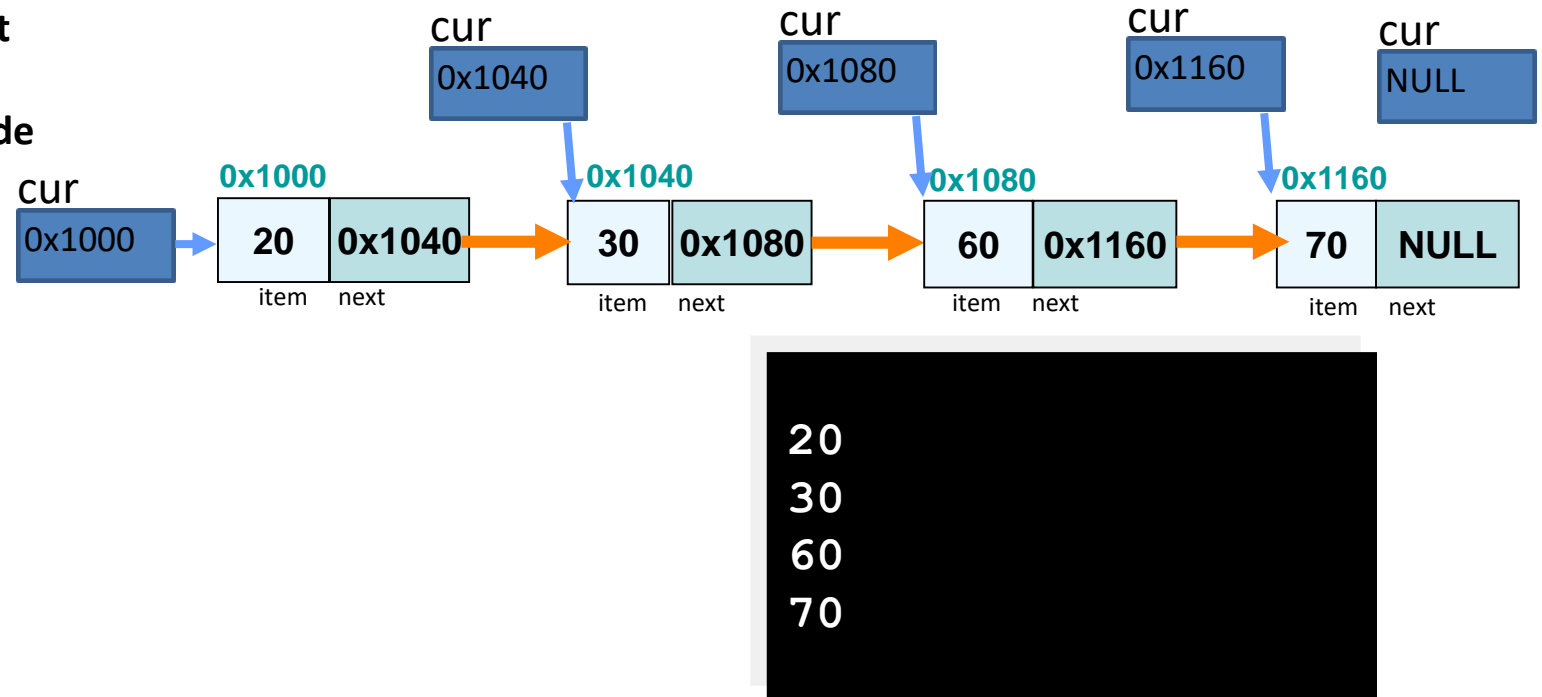 t
de
cur
0x1000
cur
0x1040
cur
0x1080
cur
0x1160
cur
NULL
0x1000
20 0x1040
item next
0x1040
30 0x1080
item next
0x1080
60 0x1160
item next
0x1160
70 NULL
item next
20
30
60
70